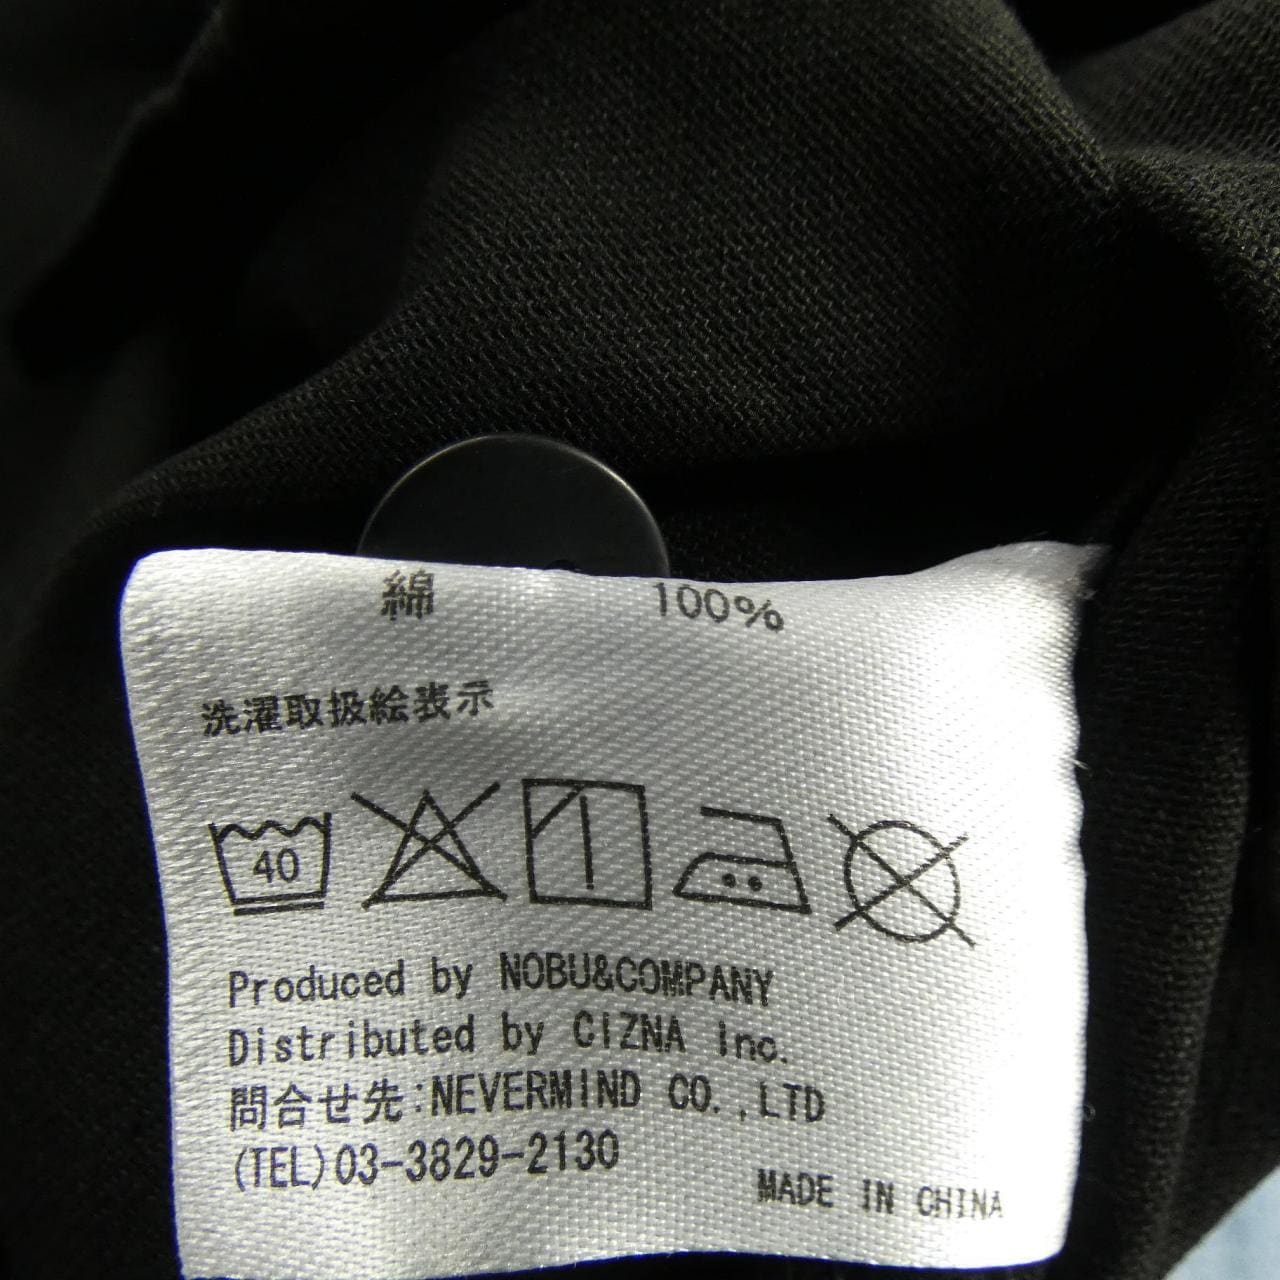 綿 100%
洗濯取扱絵表示
40
Produced by NOBU&COMPANY
Distributed by CIZNA Inc.
問合せ先:NEVERMIND CO.,LTD
(TEL)03-3829-2130
MADE IN CHINA